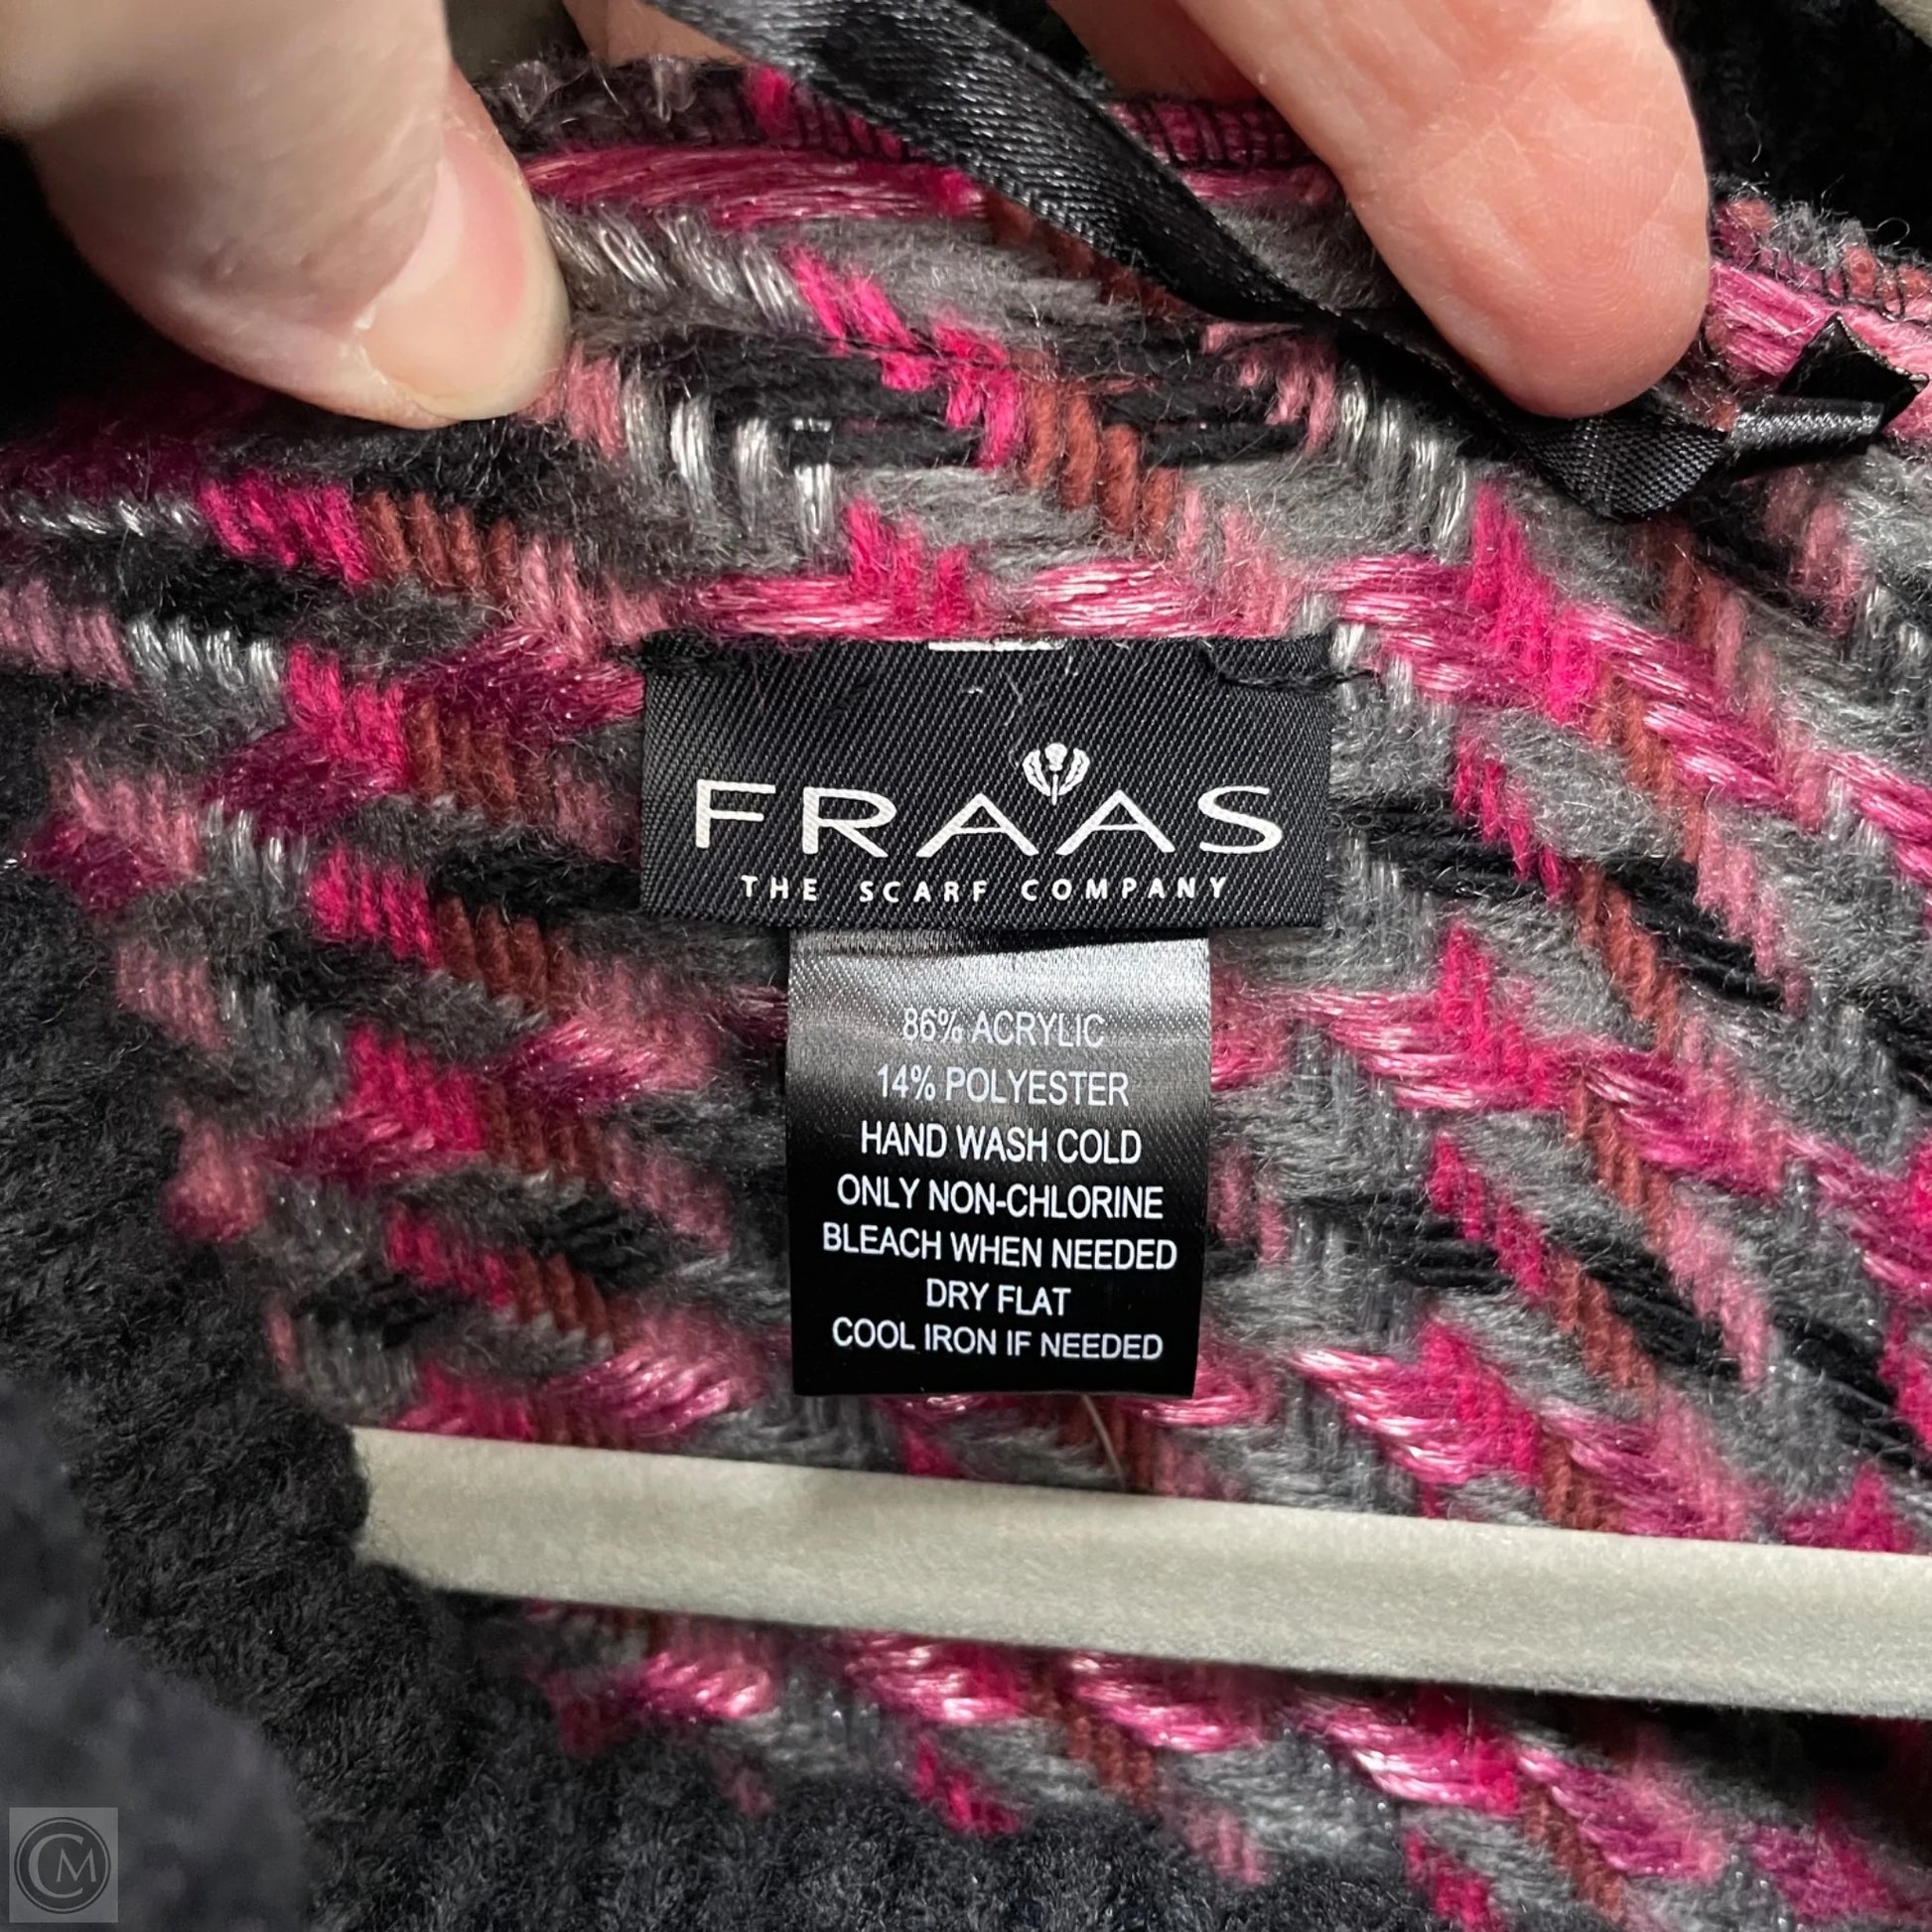 FRAAS
THE SCARF COMPANY
86% ACRYLIC
14% POLYESTER
HAND WASH COLD
ONLY NON-CHLORINE
BLEACH WHEN NEEDED
DRY FLAT
COOL IRON IF NEEDED
CM